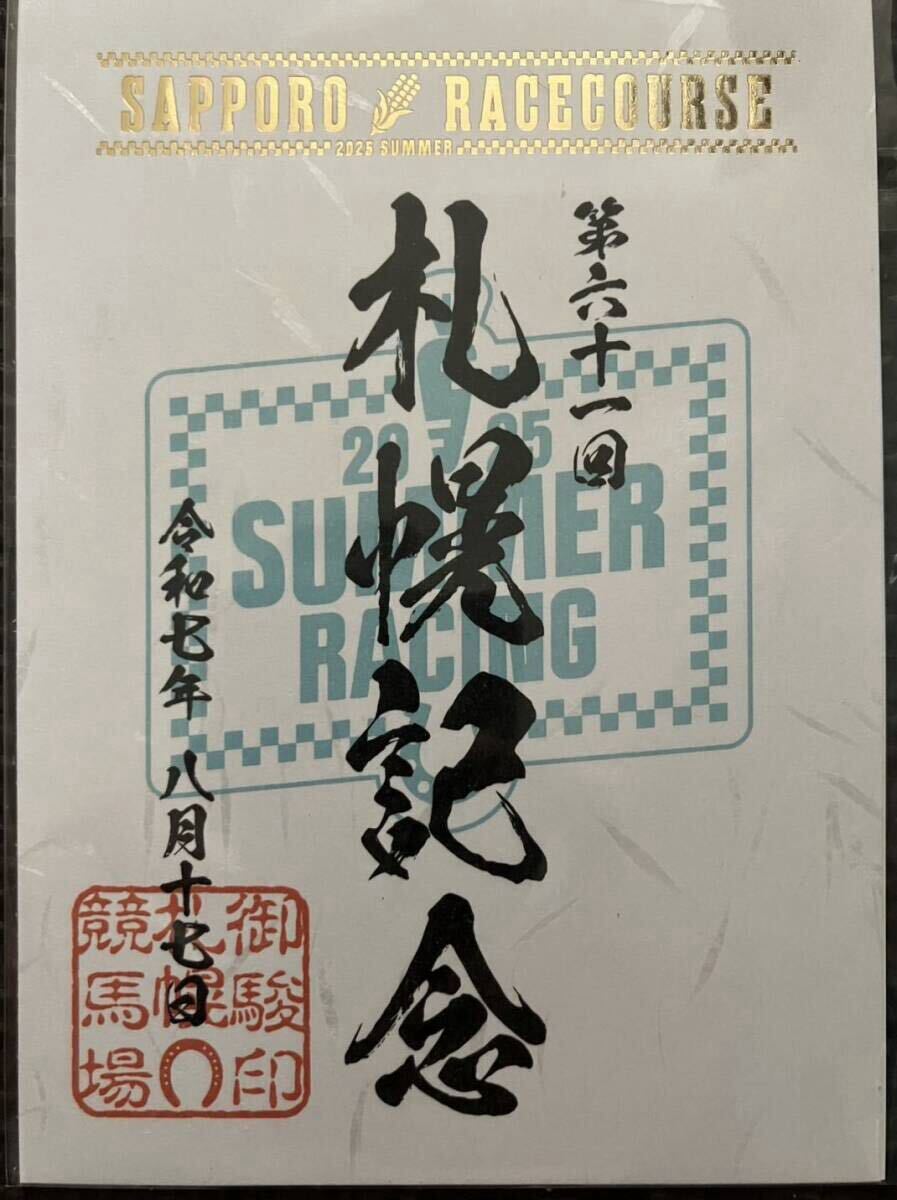 SAPPORO RACECOURSE
2025 SUMMER
第六十一回
札幌記念
令和七年 八月十七日
2025
SUMMER
RACING
御駿印
札幌
競馬場